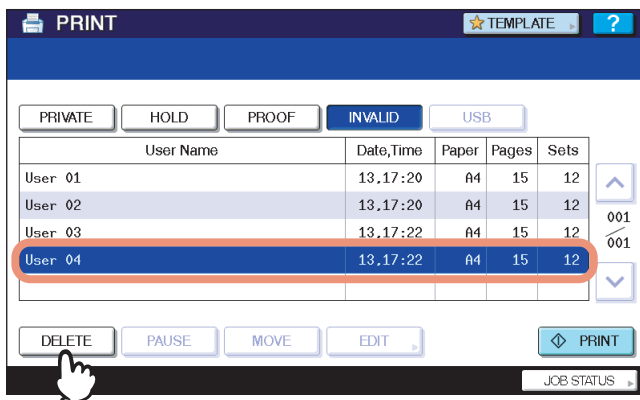 PRINT TEMPLATE ?
PRIVATE HOLD PROOF INVALID USB
User Name Date,Time Paper Pages Sets
User 01 13,17:20 A4 15 12
User 02 13,17:20 A4 15 12
001
User 03 13,17:22 A4 15 12
001
User 04 13,17:22 A4 15 12
DELETE PAUSE MOVE EDIT PRINT
JOB STATUS